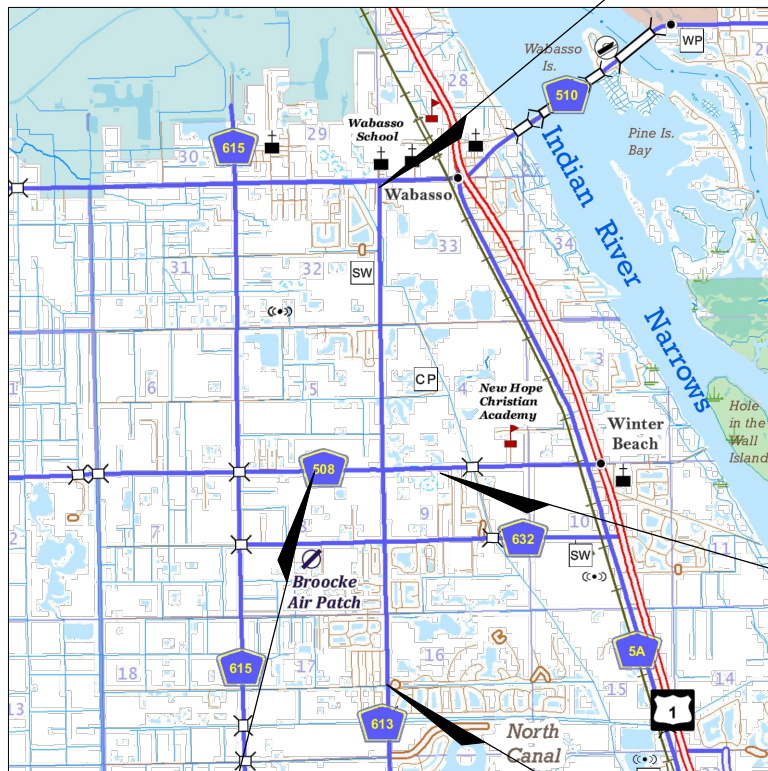 28
Wabasso
Is.
WP
510
29
Wabasso
School
615
30
Pine Is.
Bay
Indian River Narrows
Wabasso
33
34
31
32
SW
3
6
5
CP
4
New Hope
Christian
Academy
Hole
in the
Wall
Island
Winter
Beach
508
9
7
10
632
11
2
SW
Broocke
Air Patch
5A
16
615
17
18
15
14
13
1
613
North
Canal